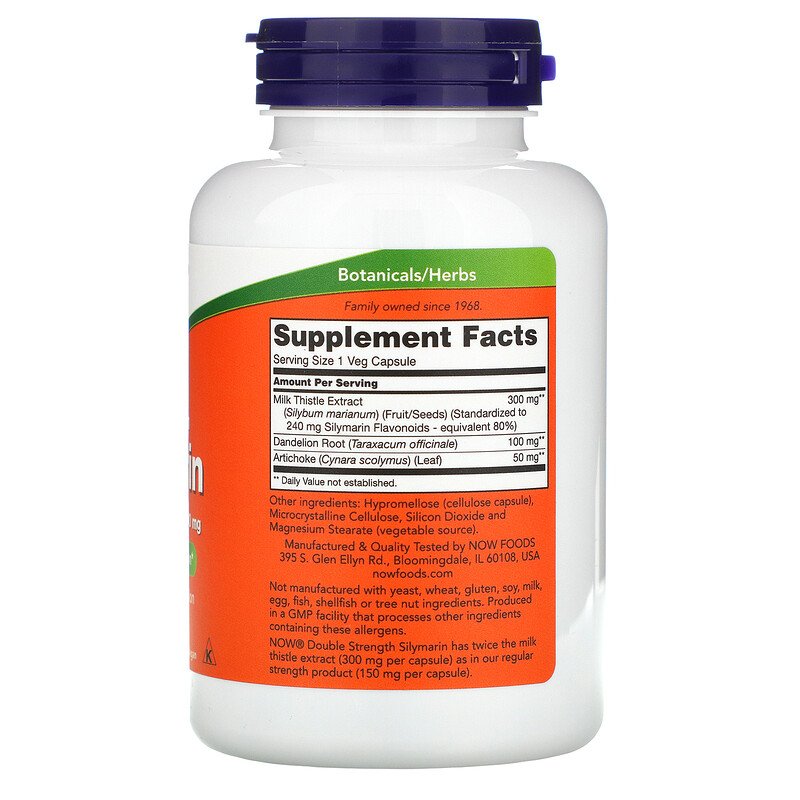 Botanicals/Herbs
Family owned since 1968.
Supplement Facts
Serving Size 1 Veg Capsule
Amount Per Serving
Milk Thistle Extract 300 mg**
(Silybum marianum) (Fruit/Seeds) (Standardized to
240 mg Silymarin Flavonoids - equivalent 80%)
Dandelion Root (Taraxacum officinale) 100 mg**
Artichoke (Cynara scolymus) (Leaf) 50 mg**
** Daily Value not established.
Other ingredients: Hypromellose (cellulose capsule),
Microcrystalline Cellulose, Silicon Dioxide and
Magnesium Stearate (vegetable source).
Manufactured & Quality Tested by NOW FOODS
395 S. Glen Ellyn Rd., Bloomingdale, IL 60108, USA
nowfoods.com
Not manufactured with yeast, wheat, gluten, soy, milk,
egg, fish, shellfish or tree nut ingredients. Produced
in a GMP facility that processes other ingredients
containing these allergens.
NOW® Double Strength Silymarin has twice the milk
thistle extract (300 mg per capsule) as in our regular
strength product (150 mg per capsule).
in
mg
K